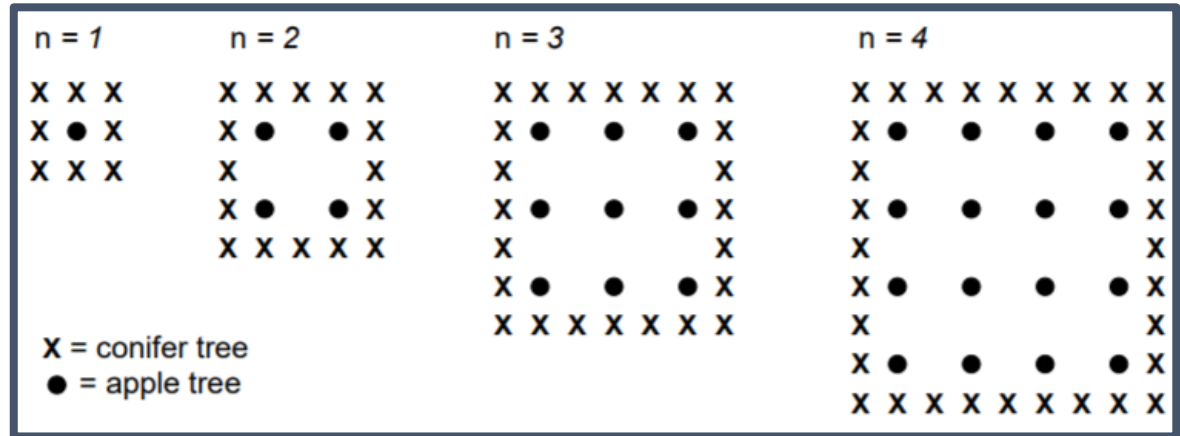 n = 1 n = 2 n = 3 n = 4
X X X X X X X X X X X X X X X X X X X X X X X X
X ● X X ● ● X X ● ● ● X X ● ● ● ● X
X X X X X X X X X
X ● ● X X ● ● ● X X ● ● ● ● X
X X X X X X X X X
X ● ● ● X X ● ● ● ● X
X X X X X X X X X
X = conifer tree X ● ● ● ● X
● = apple tree X X X X X X X X X